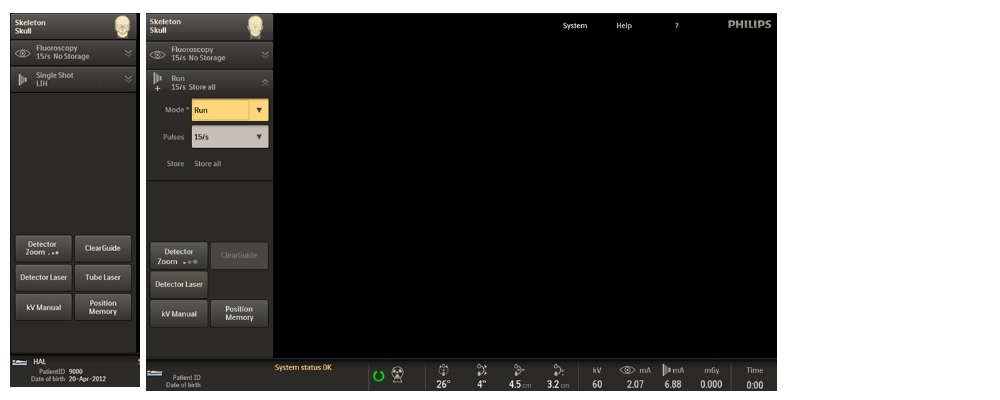 Skeleton
Skull
Fluoroscopy
15/s No Storage
Single Shot
LIH
Detector
Zoom
ClearGuide
Detector Laser
Tube Laser
kV Manual
Position
Memory
HAL
PatientID 9000
Date of birth 20-Apr-2012
Skeleton
Skull
System
Help
?
PHILIPS
Fluoroscopy
15/s No Storage
Run
15/s Store all
Mode * Run
Pulses 15/s
Store Store all
Detector
Zoom
ClearGuide
Detector Laser
kV Manual
Position
Memory
Patient ID
Date of birth
System status OK
kV mA mA mGy Time
26° 4° 4.5 cm 3.2 cm 60 2.07 6.88 0.000 0:00